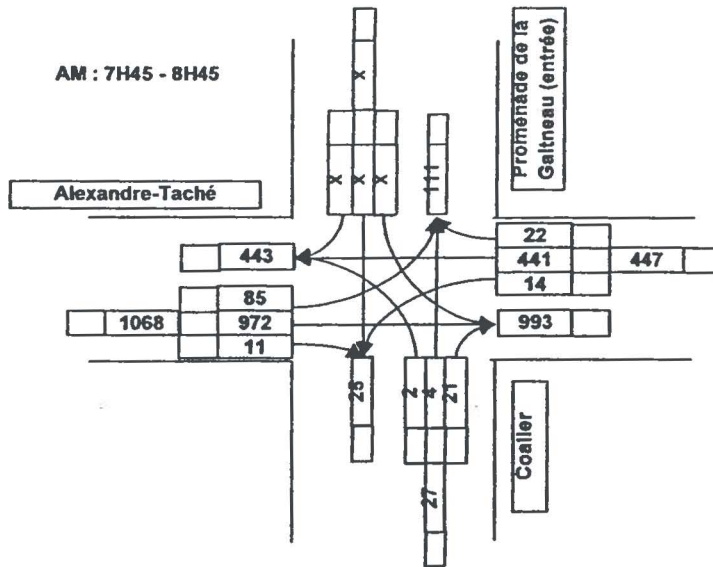 AM : 7H45 - 8H45
Promenade de la
Gaitneau (entrée)
X
X X X
111
Alexandre-Taché
443
22
441
447
14
85
1068
972
993
11
25
2 4 21
27
Coallier